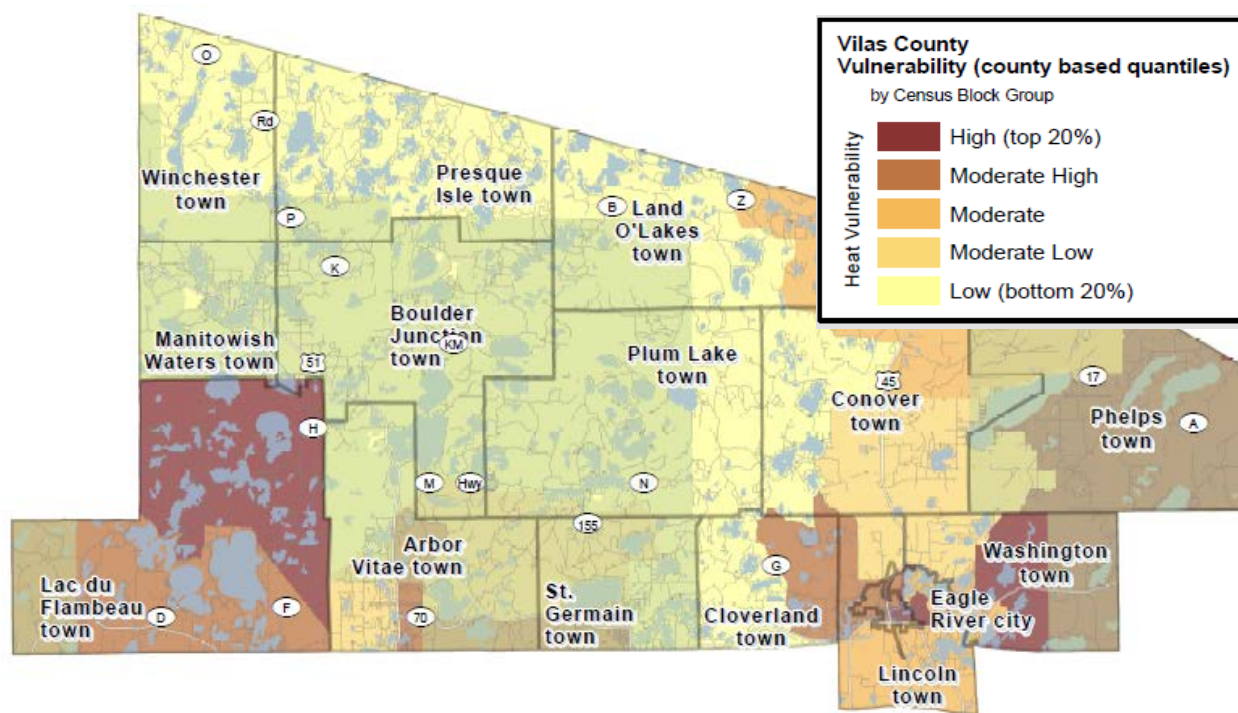 Vilas County
Vulnerability (county based quantiles)
by Census Block Group
Heat Vulnerability
High (top 20%)
Moderate High
Moderate
Moderate Low
Low (bottom 20%)
O
Rd
Winchester
town
Presque
Isle town
P
B
Z
Land
O'Lakes
town
K
Boulder
Junction
town
KM
Manitowish
Waters town
51
Plum Lake
town
45
Conover
town
17
Phelps
town
A
H
M
Hwy
N
155
Arbor
Vitae town
Lac du
Flambeau
town
D
F
70
St.
Germain
town
G
Cloverland
town
Washington
town
Eagle
River city
Lincoln
town